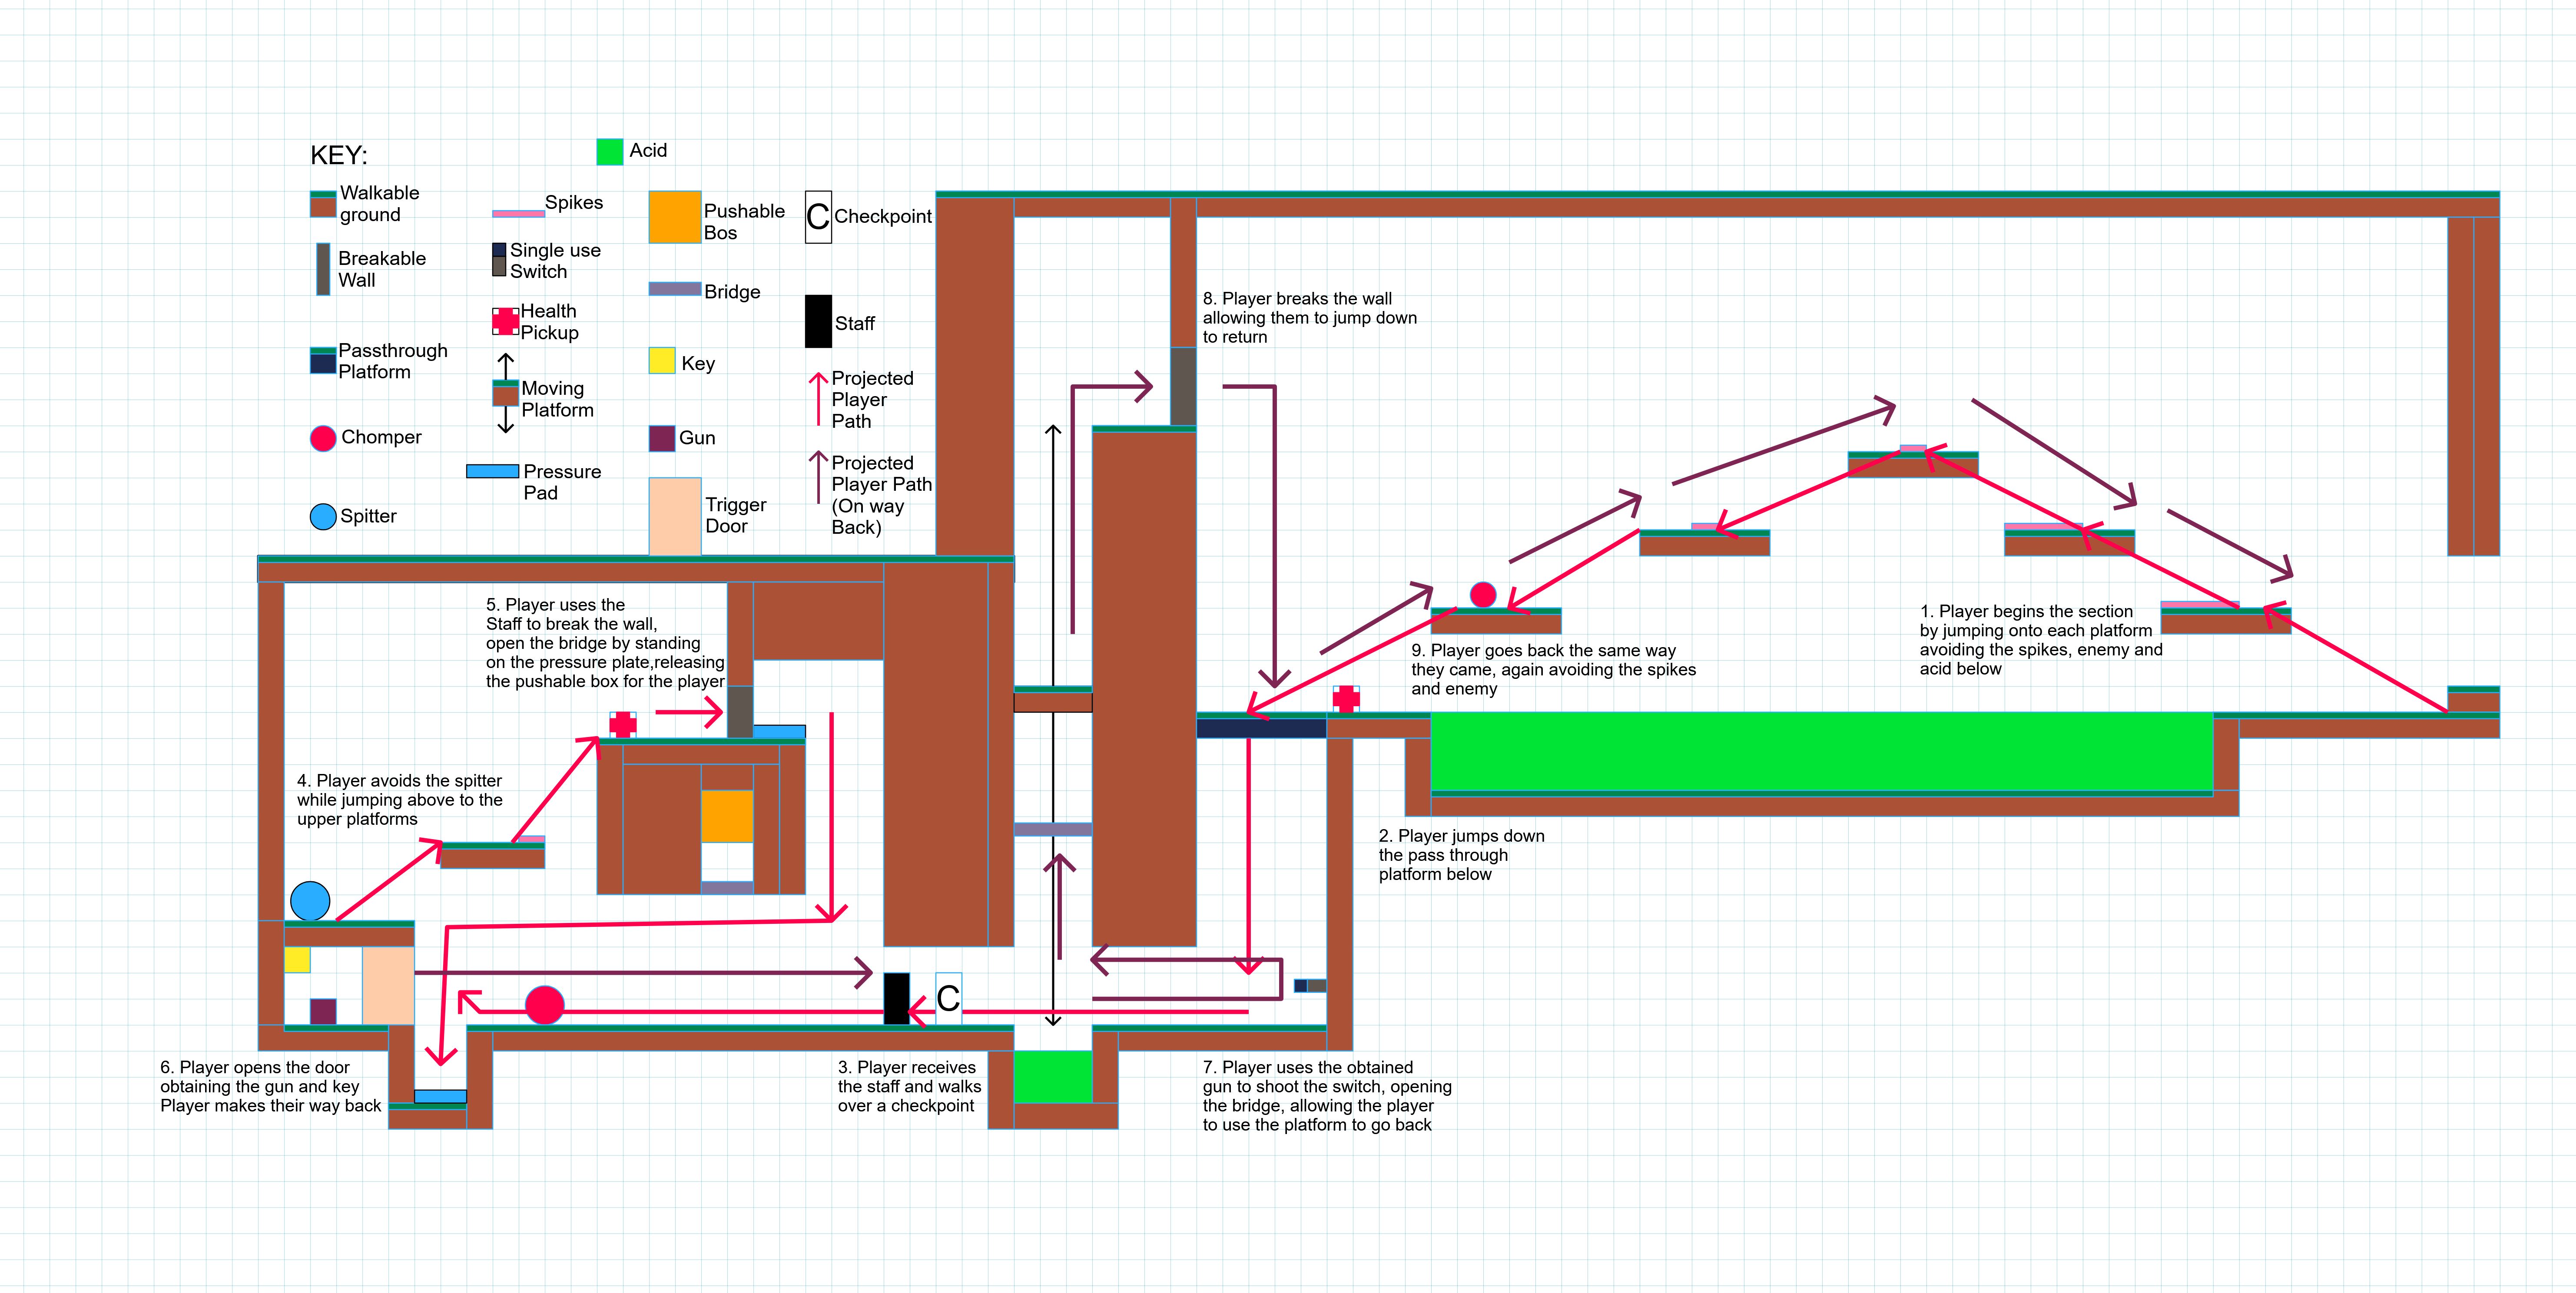 KEY:
Acid
Walkable
ground
Spikes
Pushable
Bos
C
Checkpoint
Breakable
Wall
Single use
Switch
Bridge
Health
Pickup
Staff
Passthrough
Platform
Key
Moving
Platform
Projected
Player
Path
Chomper
Gun
Pressure
Pad
Projected
Player Path
(On way
Back)
Spitter
Trigger
Door
8. Player breaks the wall
allowing them to jump down
to return
5. Player uses the
Staff to break the wall,
open the bridge by standing
on the pressure plate,releasing
the pushable box for the player
1. Player begins the section
by jumping onto each platform
avoiding the spikes, enemy and
acid below
9. Player goes back the same way
they came, again avoiding the spikes
and enemy
4. Player avoids the spitter
while jumping above to the
upper platforms
2. Player jumps down
the pass through
platform below
C
6. Player opens the door
obtaining the gun and key
Player makes their way back
3. Player receives
the staff and walks
over a checkpoint
7. Player uses the obtained
gun to shoot the switch, opening
the bridge, allowing the player
to use the platform to go back